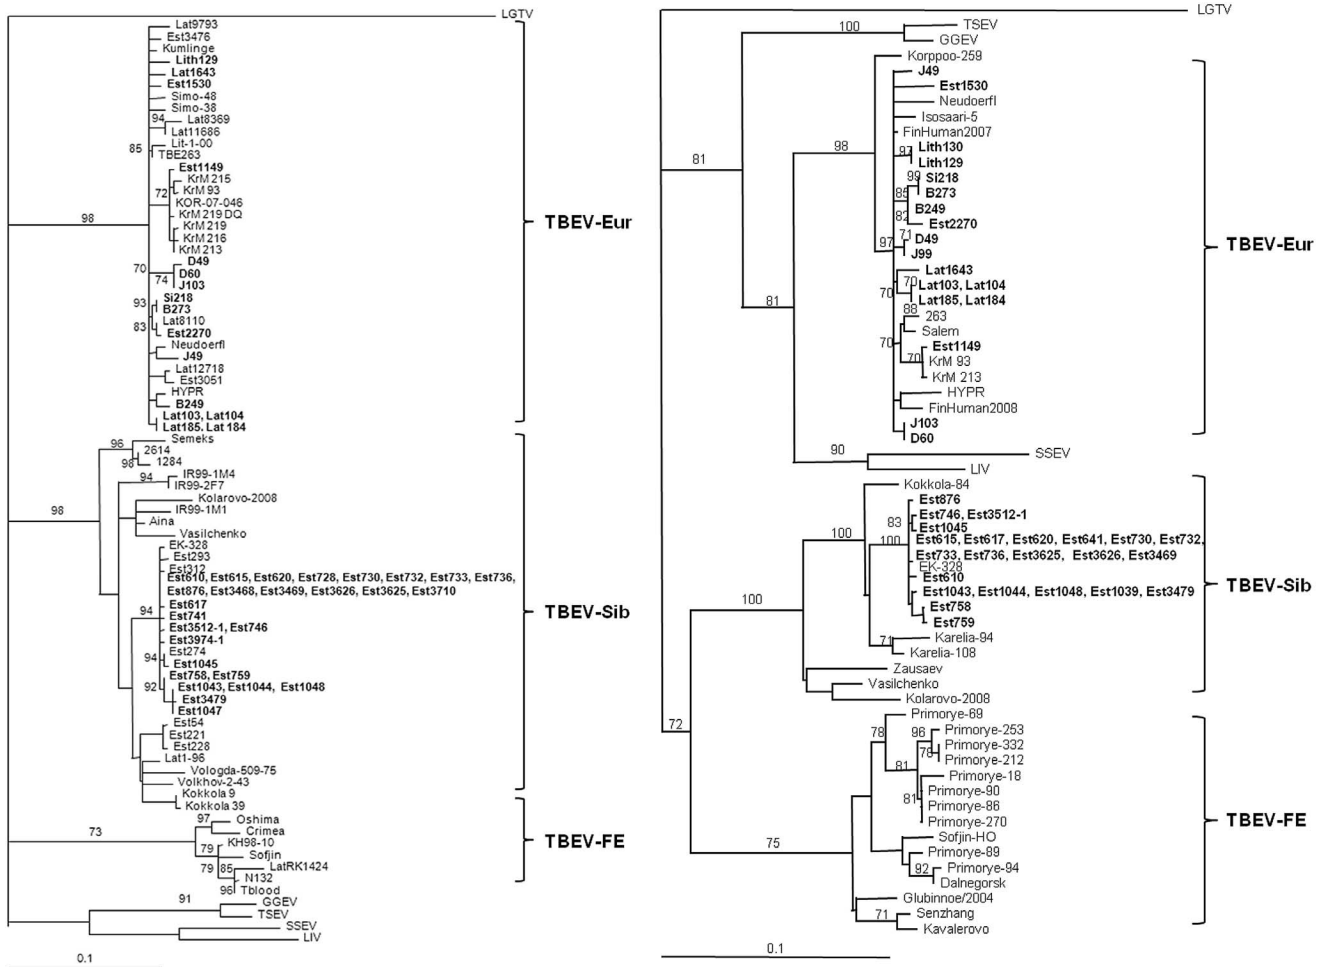 LGTV
Lat9793
Est3476
Kumlinge
Lith129
Lat1643
Est1530
Simo-48
Simo-38
94
Lat8369
Lat11686
85
Lit-1-00
TBE263
Est1149
KrM 215
72
KrM 93
KOR-07-046
KrM 219 DQ
98
KrM 219
TBEV-Eur
KrM 216
KrM 213
D49
70
D60
74
J103
Si218
93
B273
Lat8110
83
Est2270
Neudoerfl
J49
Lat12718
Est3051
HYPR
B249
Lat103, Lat104
Lat185. Lat 184
Semeks
96
2614
98
1284
IR99-1M4
94
IR99-2F7
Kolarovo-2008
98
IR99-1M1
Aina
Vasilchenko
EK-328
Est293
Est312
Est610, Est615, Est620, Est728, Est730, Est732, Est733, Est736,
Est876, Est3468, Est3469, Est3626, Est3625, Est3710
Est617
94
Est741
TBEV-Sib
Est3512-1, Est746
Est3974-1
Est274
94
Est1045
Est758, Est759
92
Est1043, Est1044, Est1048
Est3479
Est1047
Est54
Est221
Est228
Lat1-96
Vologda-509-75
Volkhov-2-43
Kokkola 9
Kokkola 39
97
Oshima
73
Crimea
KH98-10
79
Sofjin
TBEV-FE
79
85
LatRK1424
N132
96
Tblood
91
GGEV
TSEV
SSEV
LIV
0.1
LGTV
100
TSEV
GGEV
Korppoo-259
J49
Est1530
Neudoerfl
Isosaari-5
FinHuman2007
98
97
Lith130
Lith129
81
99
Si218
85
B273
B249
82
Est2270
71
D49
97
J99
TBEV-Eur
Lat1643
70
Lat103, Lat104
70
Lat185, Lat184
81
88
263
Salem
70
Est1149
70
KrM 93
KrM 213
HYPR
FinHuman2008
J103
D60
90
SSEV
LIV
Kokkola-84
Est876
Est746, Est3512-1
83
Est1045
100
100
Est615, Est617, Est620, Est641, Est730, Est732,
Est733, Est736, Est3625, Est3626, Est3469
EK-328
Est610
TBEV-Sib
Est1043, Est1044, Est1048, Est1039, Est3479
100
Est758
Est759
71
Karelia-94
Karelia-108
Zausaev
Vasilchenko
Kolarovo-2008
Primorye-69
72
78
96
Primorye-253
78
Primorye-332
Primorye-212
81
Primorye-18
Primorye-90
81
Primorye-86
Primorye-270
TBEV-FE
Sofjin-HO
75
Primorye-89
92
Primorye-94
Dalnegorsk
Glubinnoe/2004
71
Senzhang
Kavalerovo
0.1